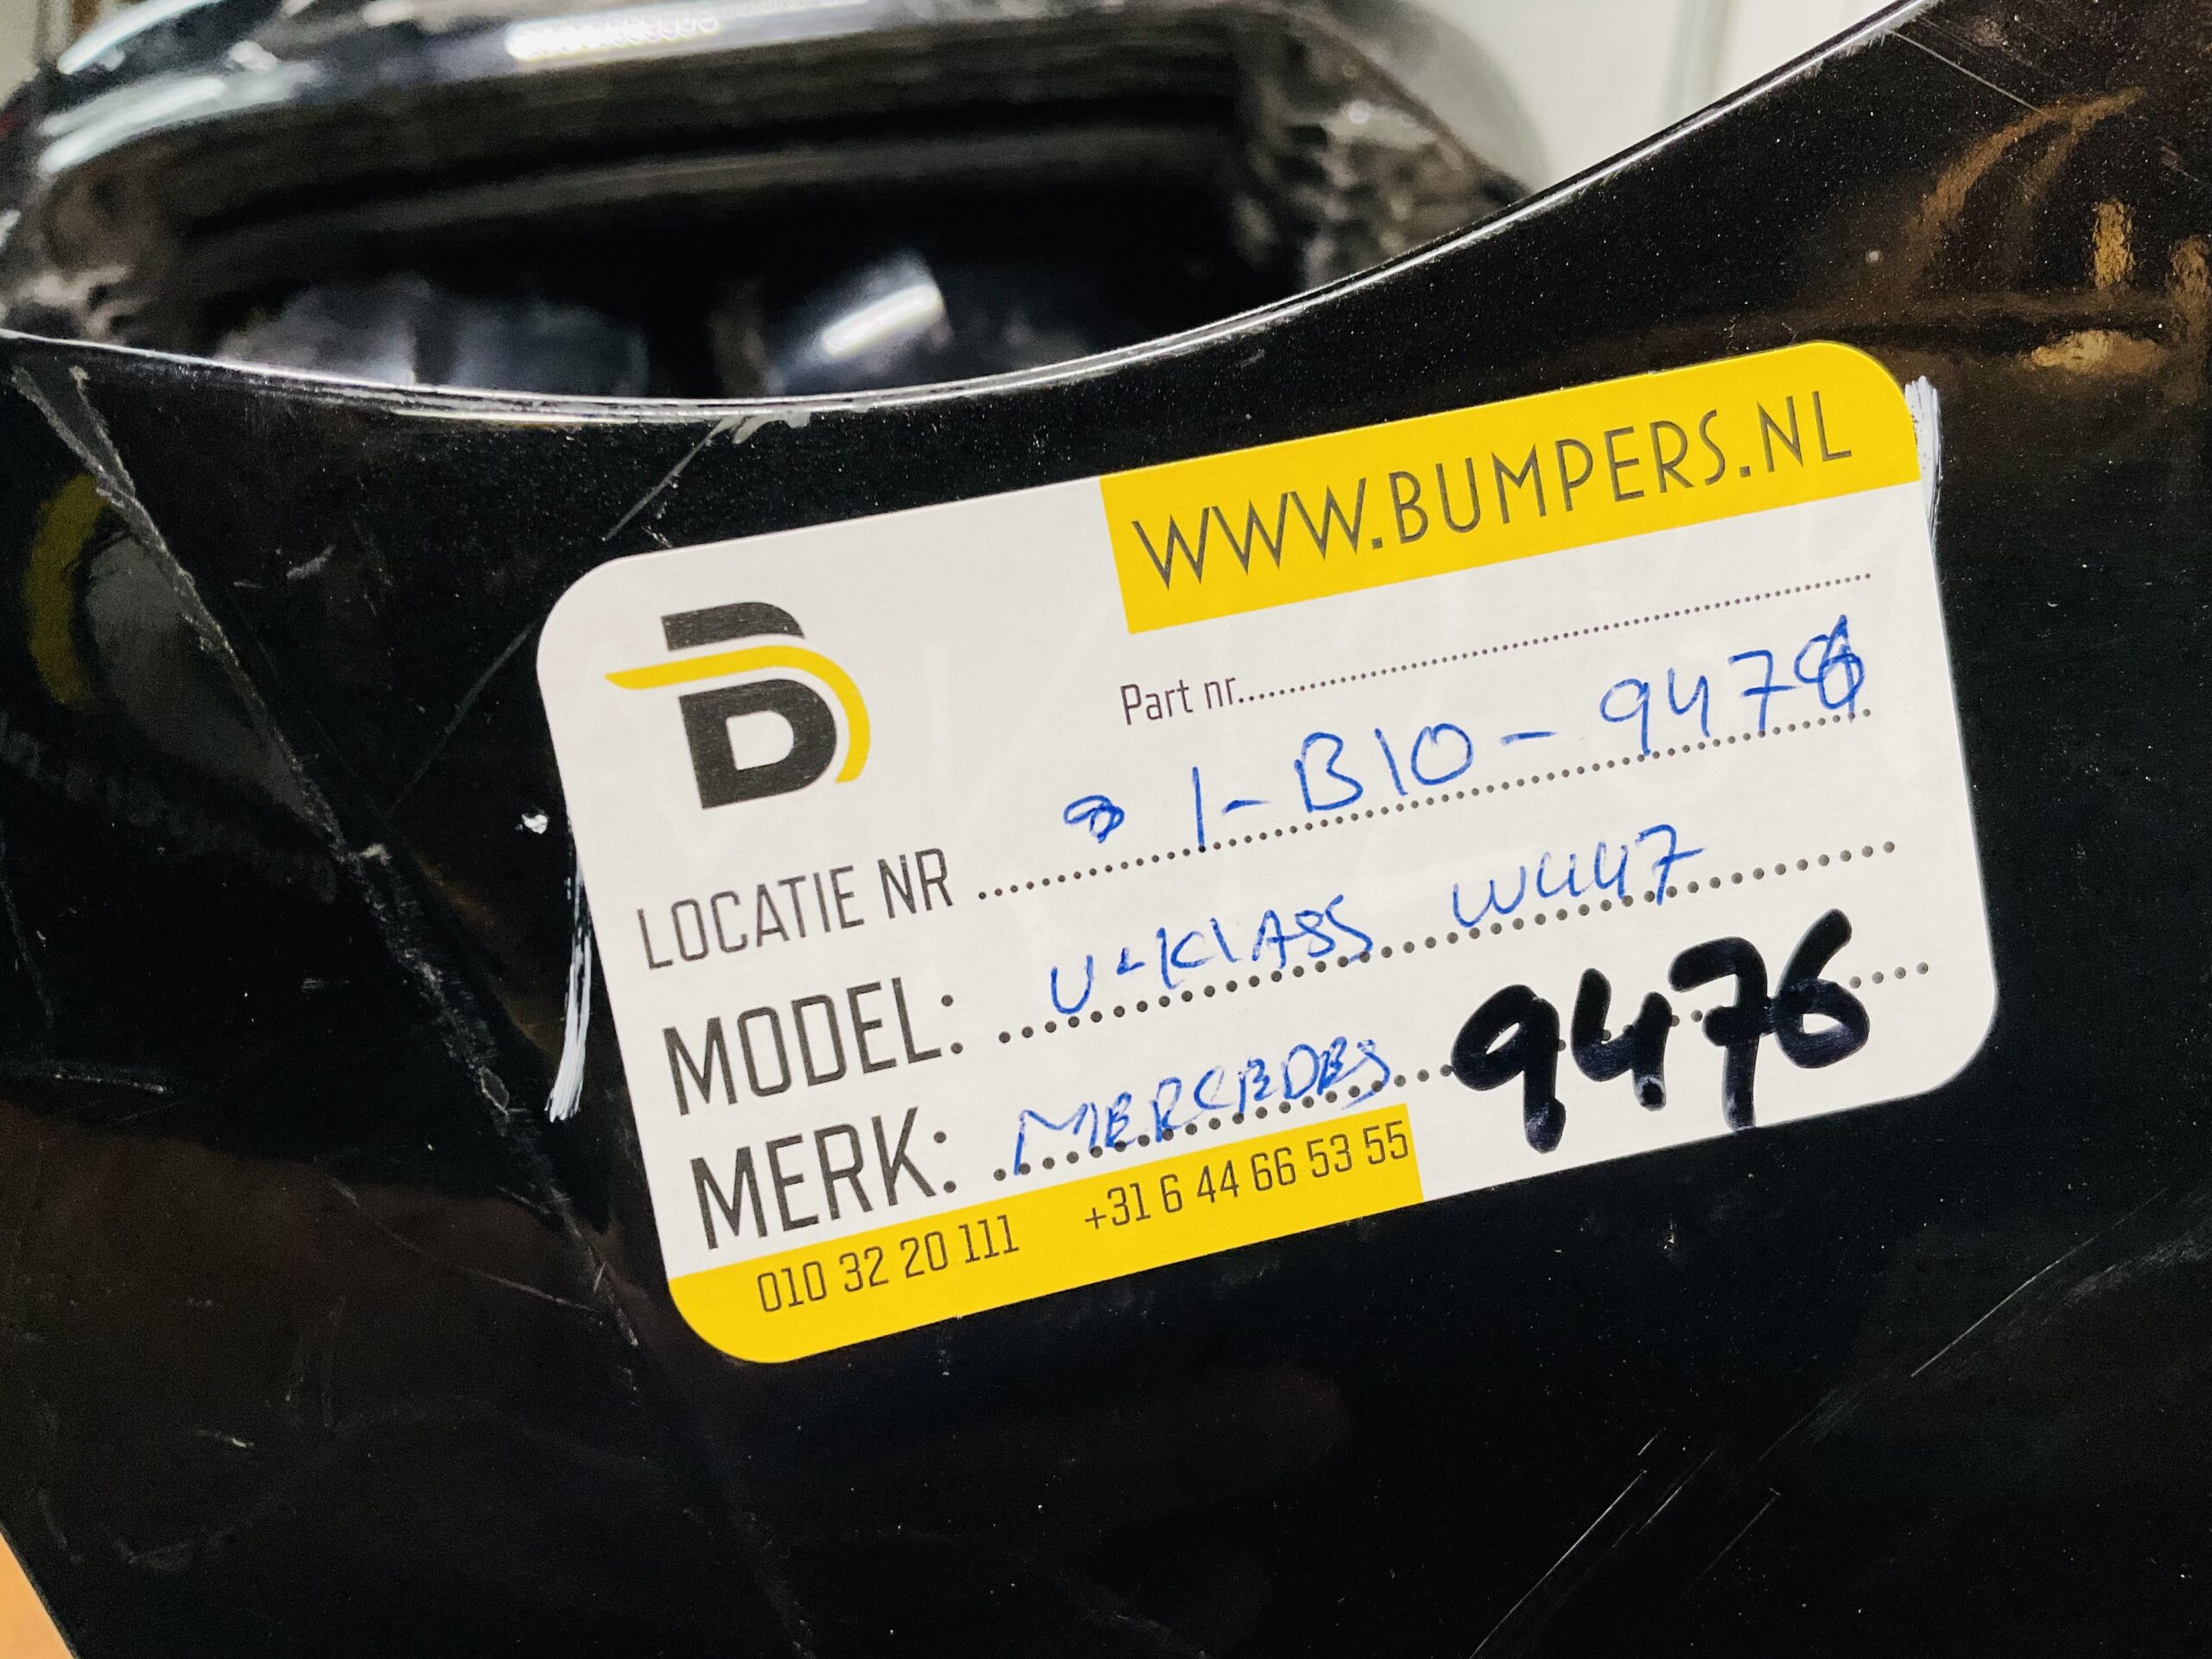 WWW.BUMPERS.NL
Part nr.
LOCATIE NR 1-B10-9476
MODEL: V-KLASS W447
MERK: MERCEDES 9476
010 32 20 111 +31 6 44 66 53 55